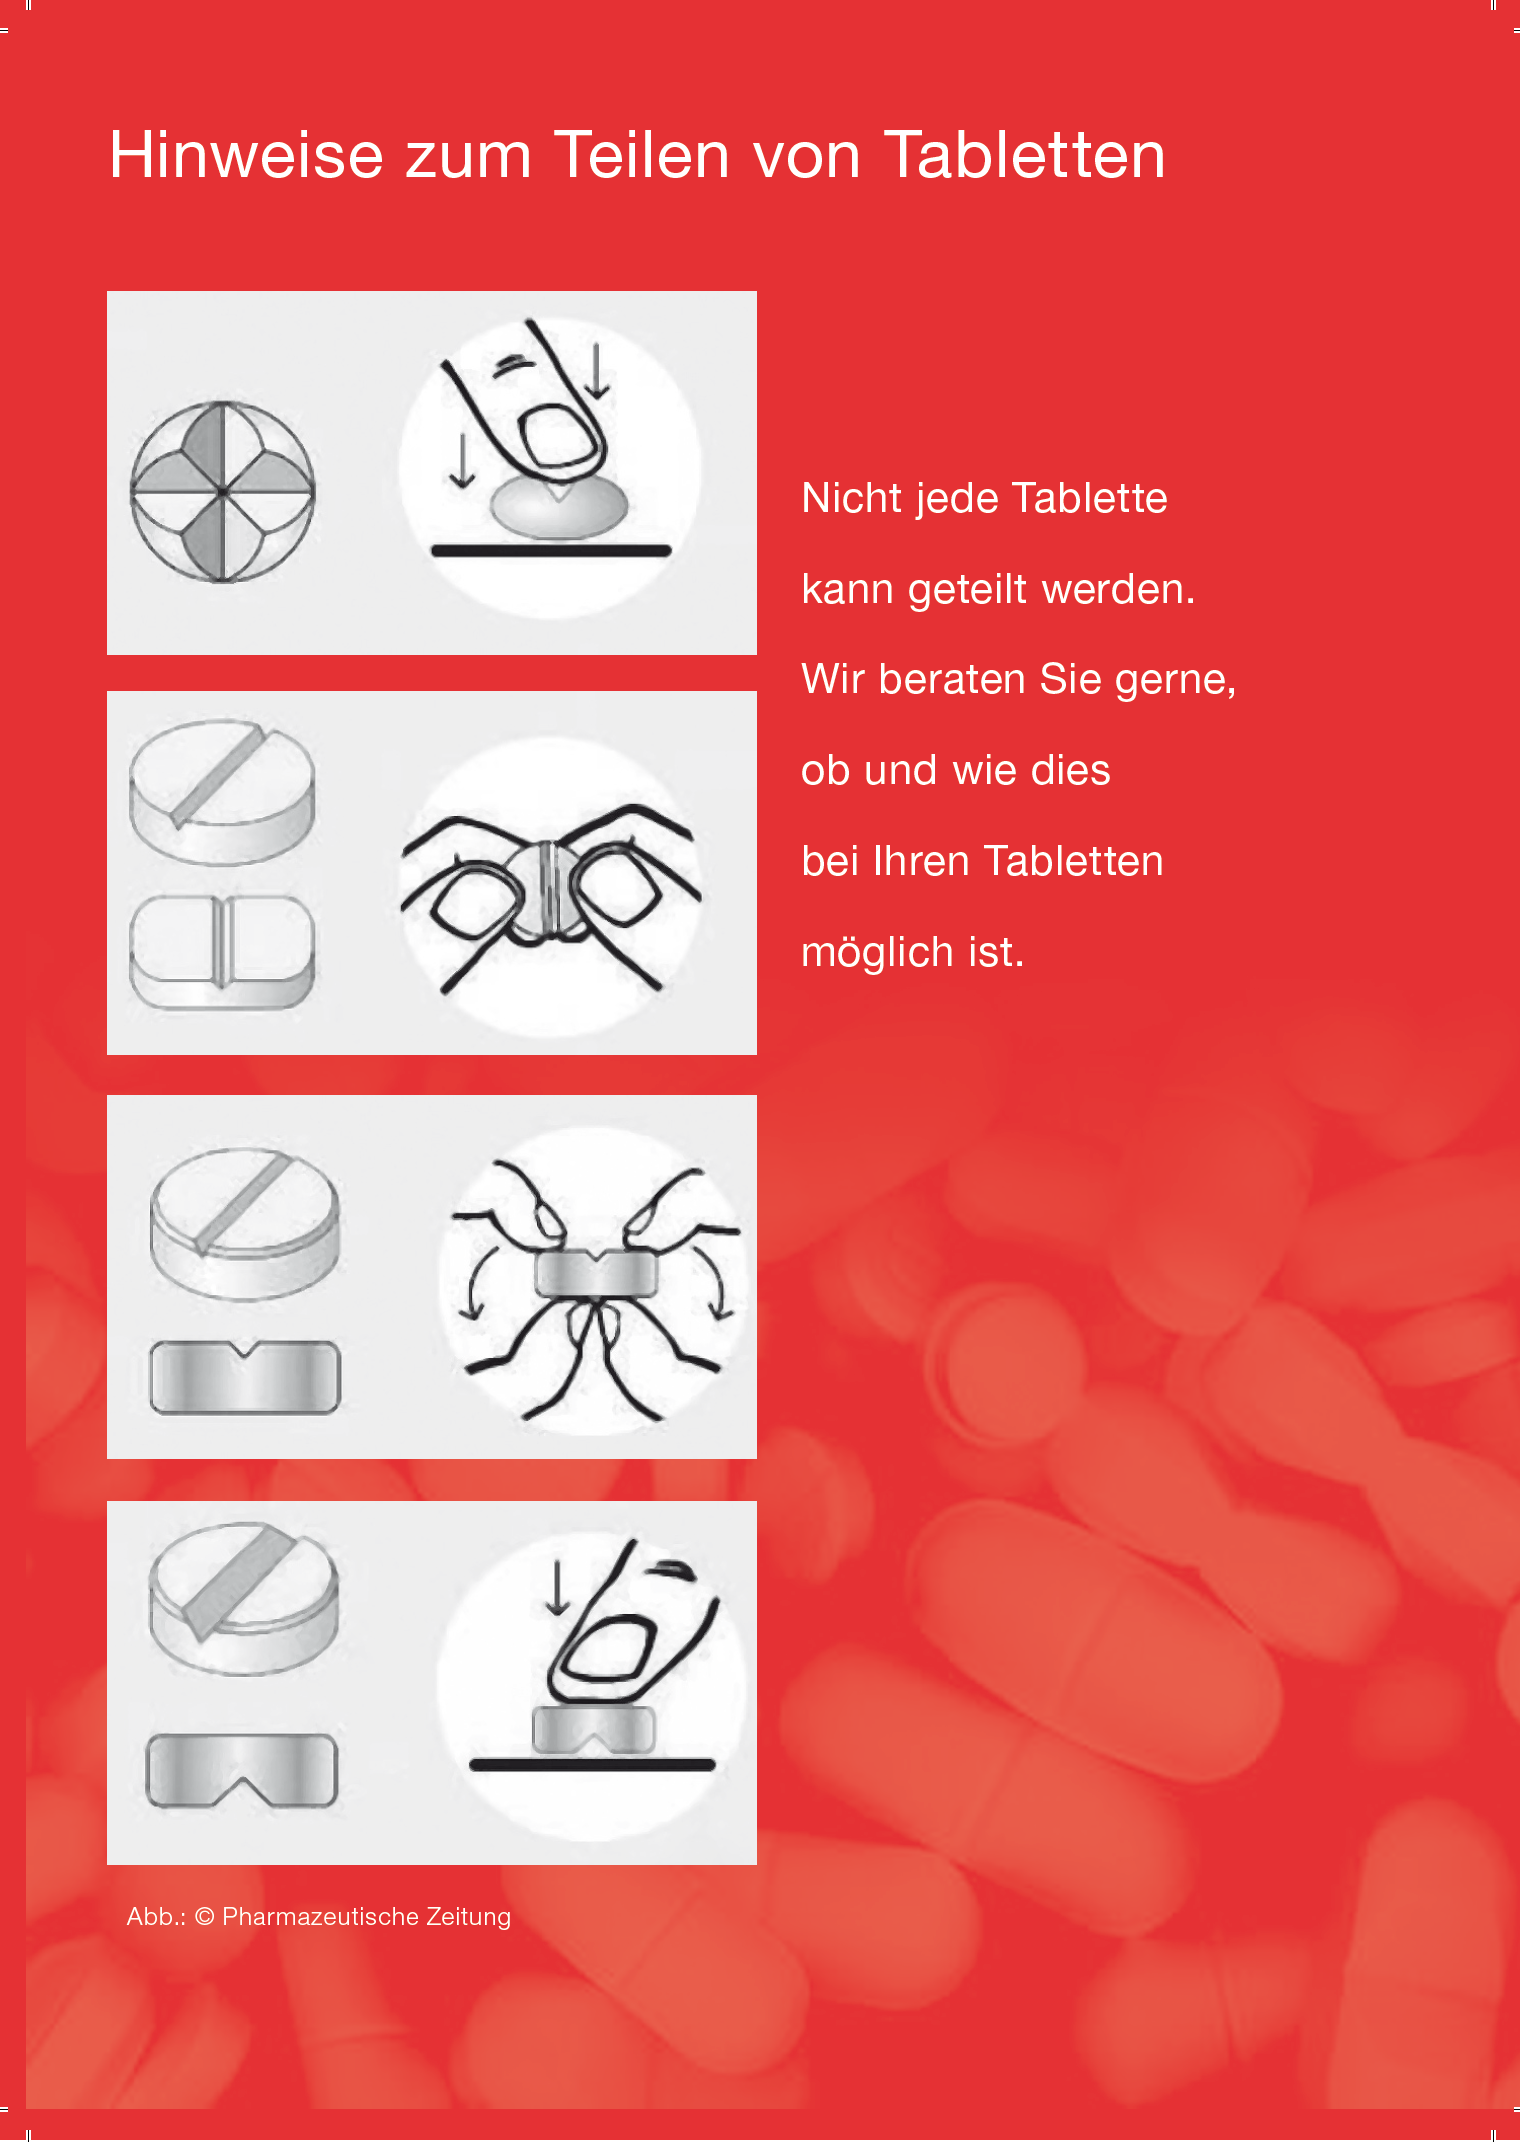 Hinweise zum Teilen von Tabletten
Nicht jede Tablette
kann geteilt werden.
Wir beraten Sie gerne,
ob und wie dies
bei Ihren Tabletten
möglich ist.
Abb.: © Pharmazeutische Zeitung